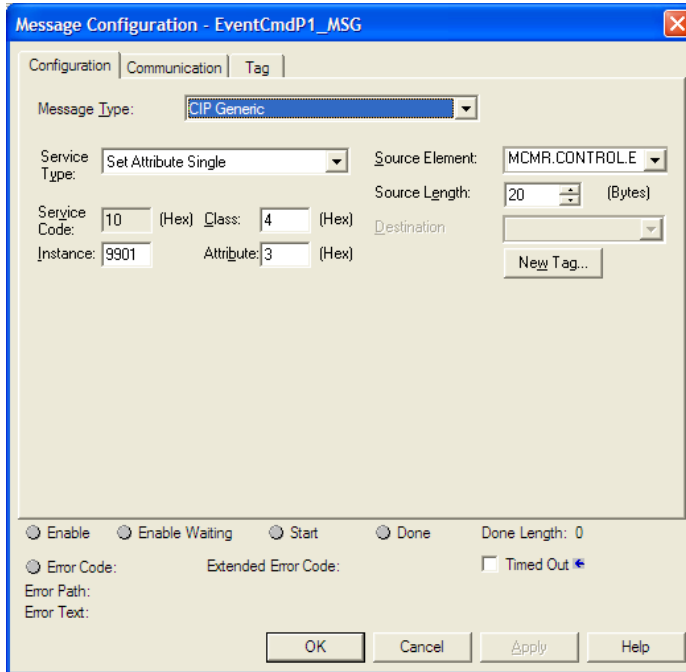 Message Configuration - EventCmdP1_MSG
Configuration Communication Tag
Message Type: CIP Generic
Service Type: Set Attribute Single
Source Element: MCMR.CONTROL.E
Source Length: 20 (Bytes)
Service Code: 10 (Hex) Class: 4 (Hex)
Destination
Instance: 9901 Attribute: 3 (Hex)
New Tag...
Enable Enable Waiting Start Done Done Length: 0
Error Code: Extended Error Code: Timed Out
Error Path:
Error Text:
OK Cancel Apply Help